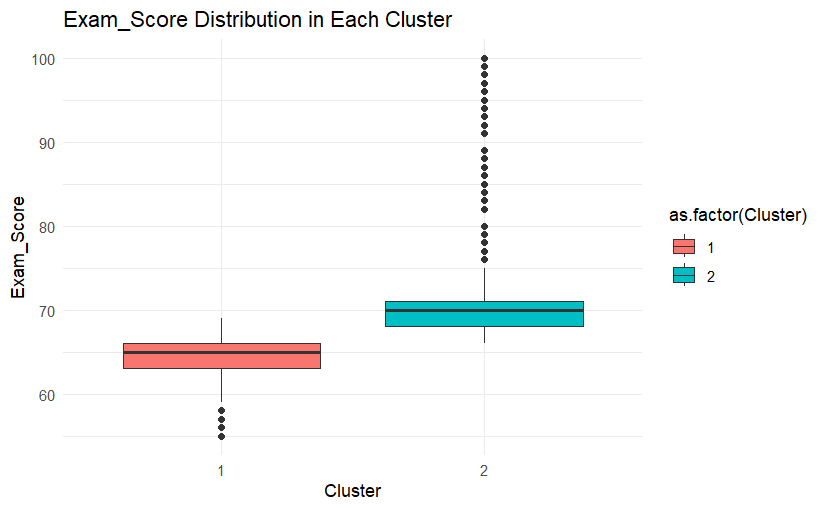 Exam_Score Distribution in Each Cluster
Exam_Score
100
90
80
70
60
1
2
Cluster
as.factor(Cluster)
1
2